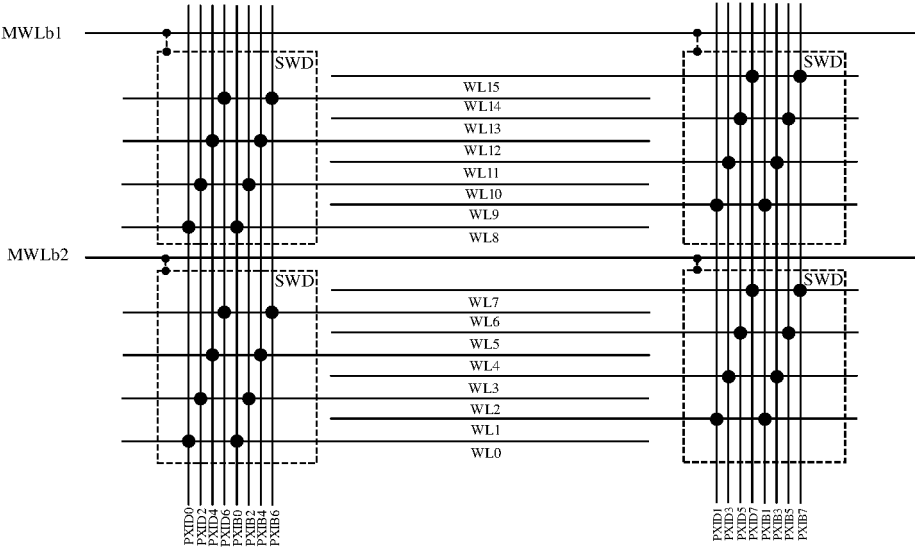 MWLb1
SWD
SWD
WL15
WL14
WL13
WL12
WL11
WL10
WL9
WL8
MWLb2
SWD
SWD
WL7
WL6
WL5
WL4
WL3
WL2
WL1
WL0
PXID0
PXID2
PXID4
PXID6
PXIB0
PXIB2
PXIB4
PXIB6
PXID1
PXID3
PXID5
PXID7
PXIB1
PXIB3
PXIB5
PXIB7